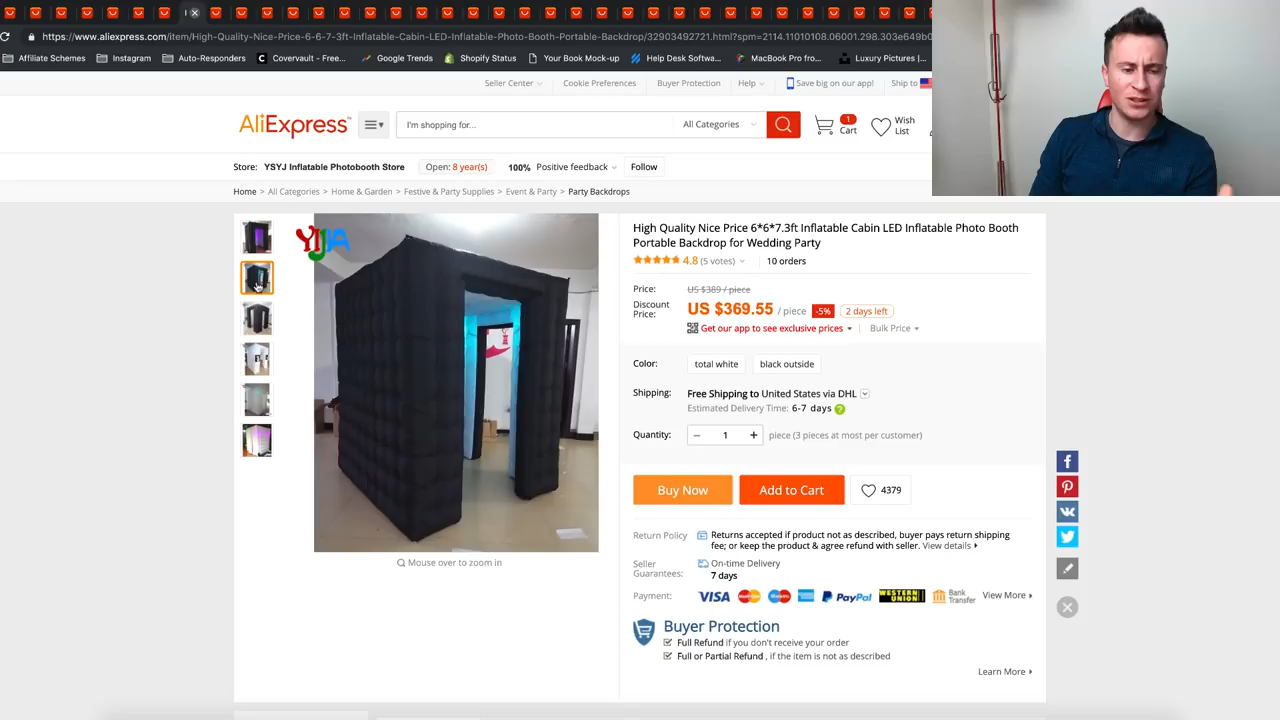 https://www.aliexpress.com/item/High-Quality-Nice-Price-6-6-7-3ft-Inflatable-Cabin-LED-Inflatable-Photo-Booth-Portable-Backdrop/32903492721.html?spm=2114.11010108.06001.298.303e649b0
Affiliate Schemes
Instagram
Auto-Responders
Covervault - Free...
Google Trends
Shopify Status
Your Book Mock-up
Help Desk Softwa...
MacBook Pro fro...
Luxury Pictures |...
Seller Center
Cookie Preferences
Buyer Protection
Help
Save big on our app!
Ship to
AliExpress
I'm shopping for...
All Categories
1
Cart
Wish
List
Store: YSYJ Inflatable Photobooth Store
Open: 8 year(s)
100% Positive feedback
Follow
Home > All Categories > Home & Garden > Festive & Party Supplies > Event & Party > Party Backdrops
YIJIA
Mouse over to zoom in
High Quality Nice Price 6*6*7.3ft Inflatable Cabin LED Inflatable Photo Booth
Portable Backdrop for Wedding Party
4.8 (5 votes)
10 orders
Price: US $389 / piece
Discount
Price:
US $369.55 / piece
-5%
2 days left
Get our app to see exclusive prices
Bulk Price
Color:
total white
black outside
Shipping: Free Shipping to United States via DHL
Estimated Delivery Time: 6-7 days
Quantity: − 1 + piece (3 pieces at most per customer)
Buy Now
Add to Cart
4379
Return Policy
Returns accepted if product not as described, buyer pays return shipping
fee; or keep the product & agree refund with seller. View details
Seller
Guarantees:
On-time Delivery
7 days
Payment: VISA PayPal WESTERN UNION Bank Transfer View More
Buyer Protection
Full Refund if you don't receive your order
Full or Partial Refund , if the item is not as described
Learn More